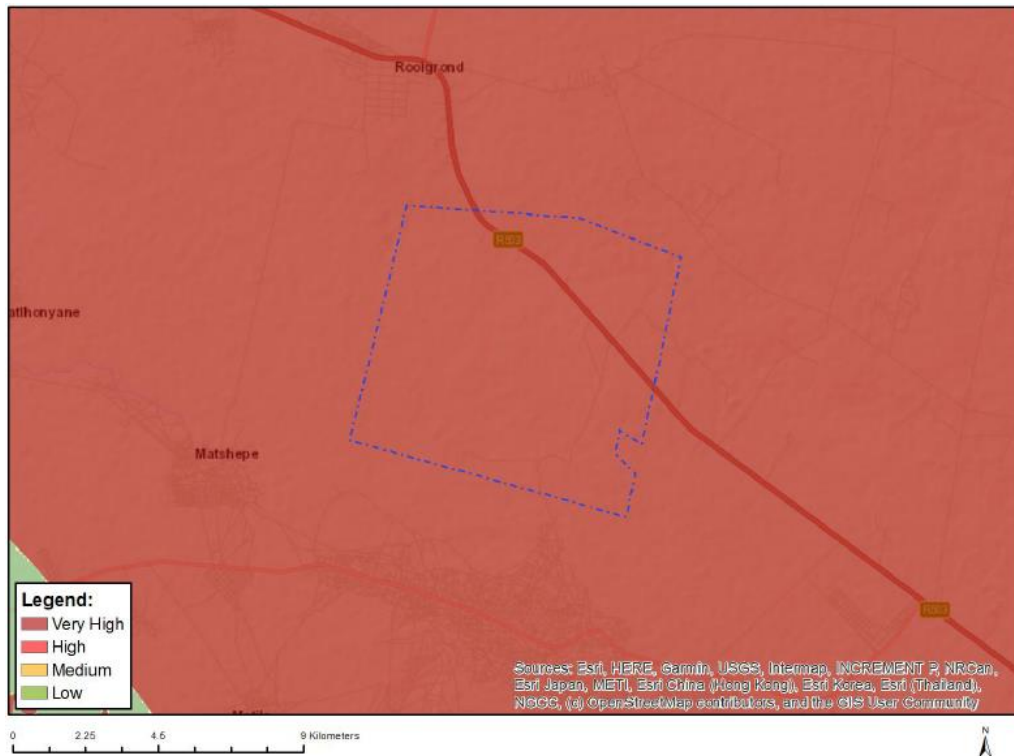 Rooigrond
R503
atlhonyane
Matshepe
R503
Legend:
Very High
High
Medium
Low
Sources: Esri, HERE, Garmin, USGS, Intermap, INCREMENT P, NRCan,
Esri Japan, METI, Esri China (Hong Kong), Esri Korea, Esri (Thailand),
NGCC, (c) OpenStreetMap contributors, and the GIS User Community
0 2.25 4.5 9 Kilometers
N